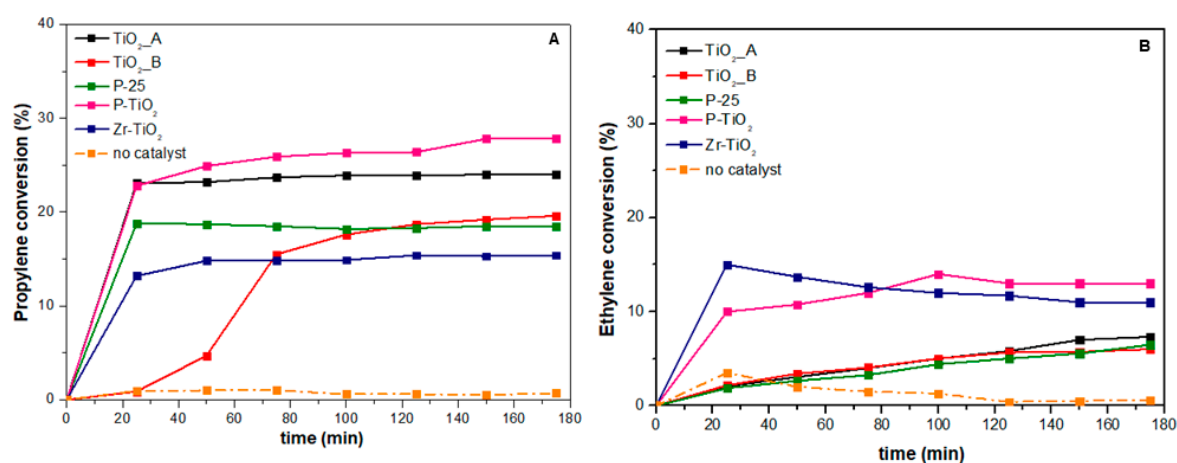 A
TiO₂_A
TiO₂_B
P-25
P-TiO₂
Zr-TiO₂
no catalyst
Propylene conversion (%)
40
30
20
10
0
0 20 40 60 80 100 120 140 160 180
time (min)
B
TiO₂_A
TiO₂_B
P-25
P-TiO₂
Zr-TiO₂
no catalyst
Ethylene conversion (%)
40
30
20
10
0
0 20 40 60 80 100 120 140 160 180
time (min)